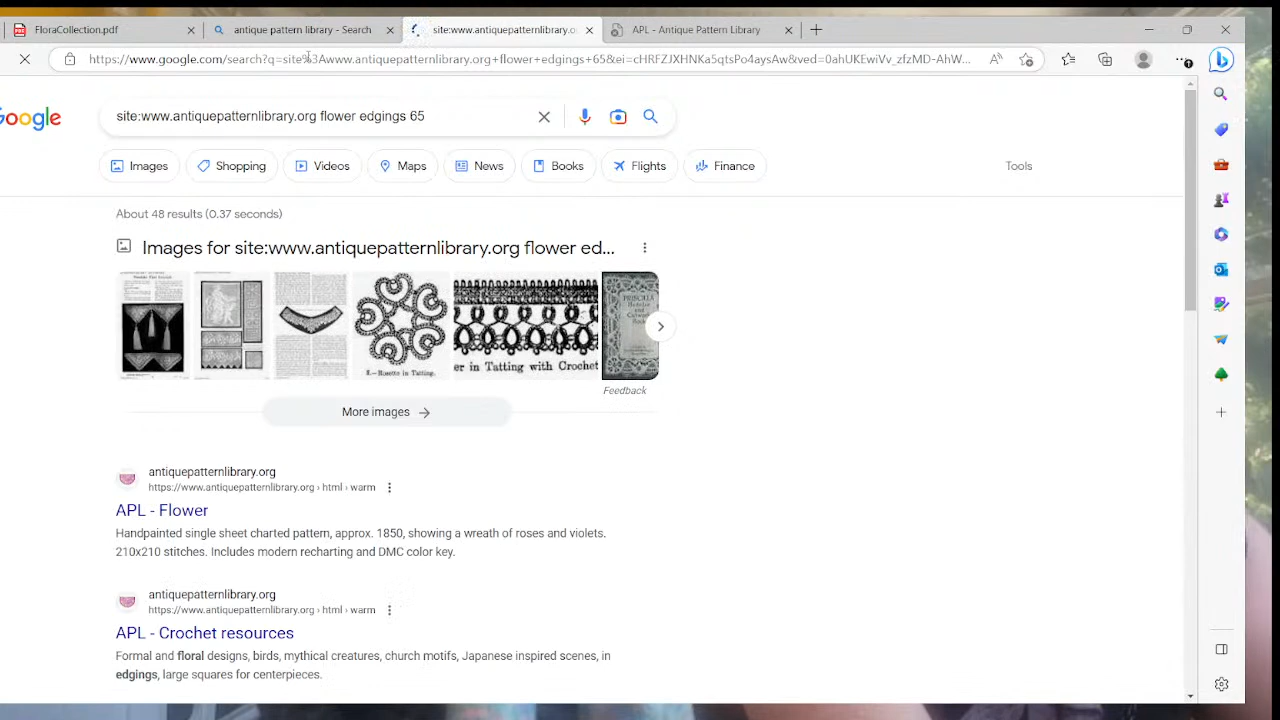 FloraCollection.pdf
antique pattern library - Search
site:www.antiquepatternlibrary.or
APL - Antique Pattern Library
https://www.google.com/search?q=site%3Awww.antiquepatternlibrary.org+flower+edgings+65&ei=cHRFZJXHNKa5qtsPo4aysAw&ved=0ahUKEwiVv_zfzMD-AhW...
Google
site:www.antiquepatternlibrary.org flower edgings 65
Images
Shopping
Videos
Maps
News
Books
Flights
Finance
Tools
About 48 results (0.37 seconds)
Images for site:www.antiquepatternlibrary.org flower ed...
PRISCILLA
8.—Rosette in Tatting.
er in Tatting with Crochet
Feedback
More images
antiquepatternlibrary.org
https://www.antiquepatternlibrary.org › html › warm
APL - Flower
Handpainted single sheet charted pattern, approx. 1850, showing a wreath of roses and violets.
210x210 stitches. Includes modern recharting and DMC color key.
antiquepatternlibrary.org
https://www.antiquepatternlibrary.org › html › warm
APL - Crochet resources
Formal and floral designs, birds, mythical creatures, church motifs, Japanese inspired scenes, in
edgings, large squares for centerpieces.